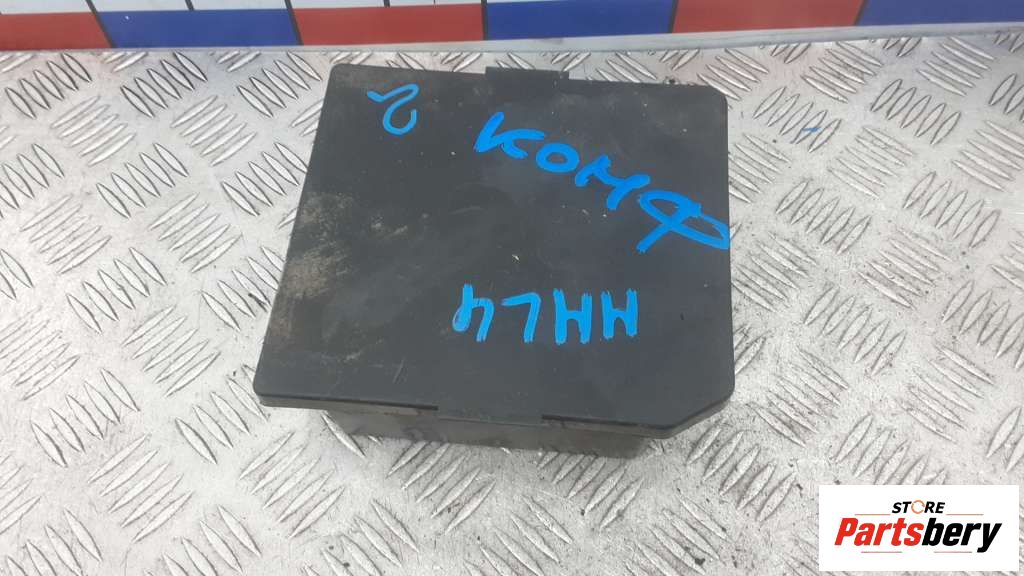 КОМФ
HHL4
STORE
Partsbery